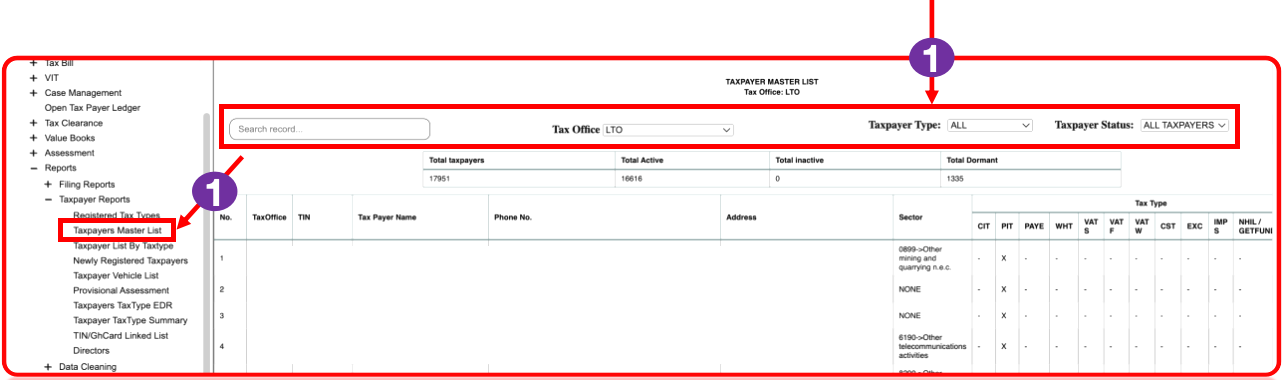 1
Tax Bill
+ VIT
+ Case Management
Open Tax Payer Ledger
+ Tax Clearance
+ Value Books
+ Assessment
− Reports
+ Filing Reports
− Taxpayer Reports
Registered Tax Types
Taxpayers Master List
Taxpayer List By Taxtype
Newly Registered Taxpayers
Taxpayer Vehicle List
Provisional Assessment
Taxpayers TaxType EDR
Taxpayer TaxType Summary
TIN/GhCard Linked List
Directors
+ Data Cleaning
1
TAXPAYER MASTER LIST
Tax Office: LTO
Search record... Tax Office LTO Taxpayer Type: ALL Taxpayer Status: ALL TAXPAYERS
Total taxpayers Total Active Total inactive Total Dormant
17951 16616 0 1335
Tax Type
No. TaxOffice TIN Tax Payer Name Phone No. Address Sector CIT PIT PAYE WHT VAT S VAT F VAT W CST EXC IMP S NHIL / GETFUN
1 0899->Other mining and quarrying n.e.c. - X - - - - - - - - -
2 NONE - X - - - - - - - - -
3 NONE - X - - - - - - - - -
4 6190->Other telecommunications activities - X - - - - - - - - -